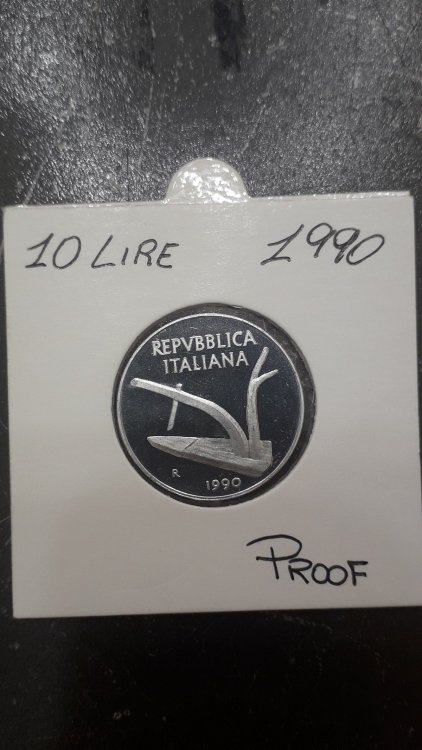 10 LIRE 1990
REPVBBLICA
ITALIANA
R
1990
PROOF